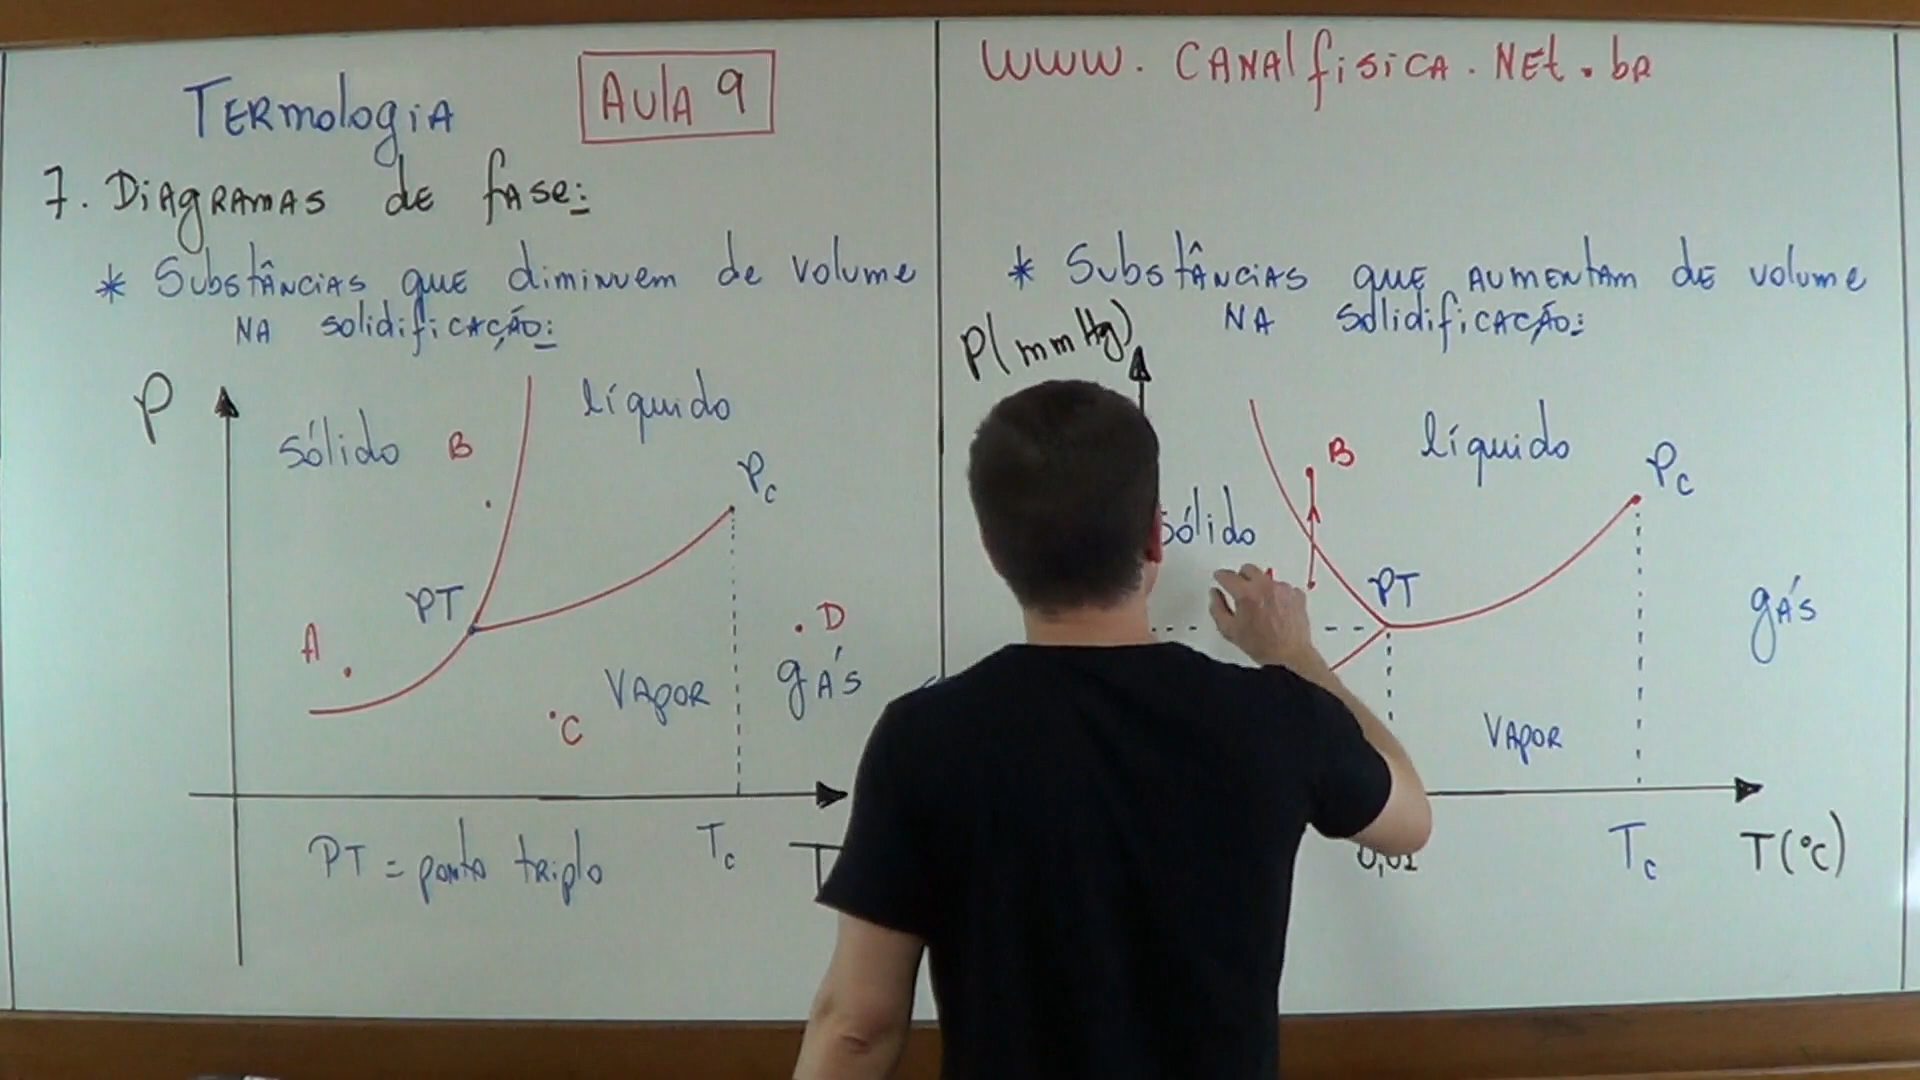 Termologia
Aula 9
7. Diagramas de fase:
* Substâncias que diminuem de volume
na solidificação:
P
sólido
B
líquido
Pc
PT
A
D
Vapor
gás
C
Tc
T
PT = ponto triplo
www.canalfisica.net.br
* Substâncias que aumentam de volume
na solidificação:
P(mmHg)
B
líquido
Pc
sólido
PT
gás
Vapor
0,01
Tc
T(°C)